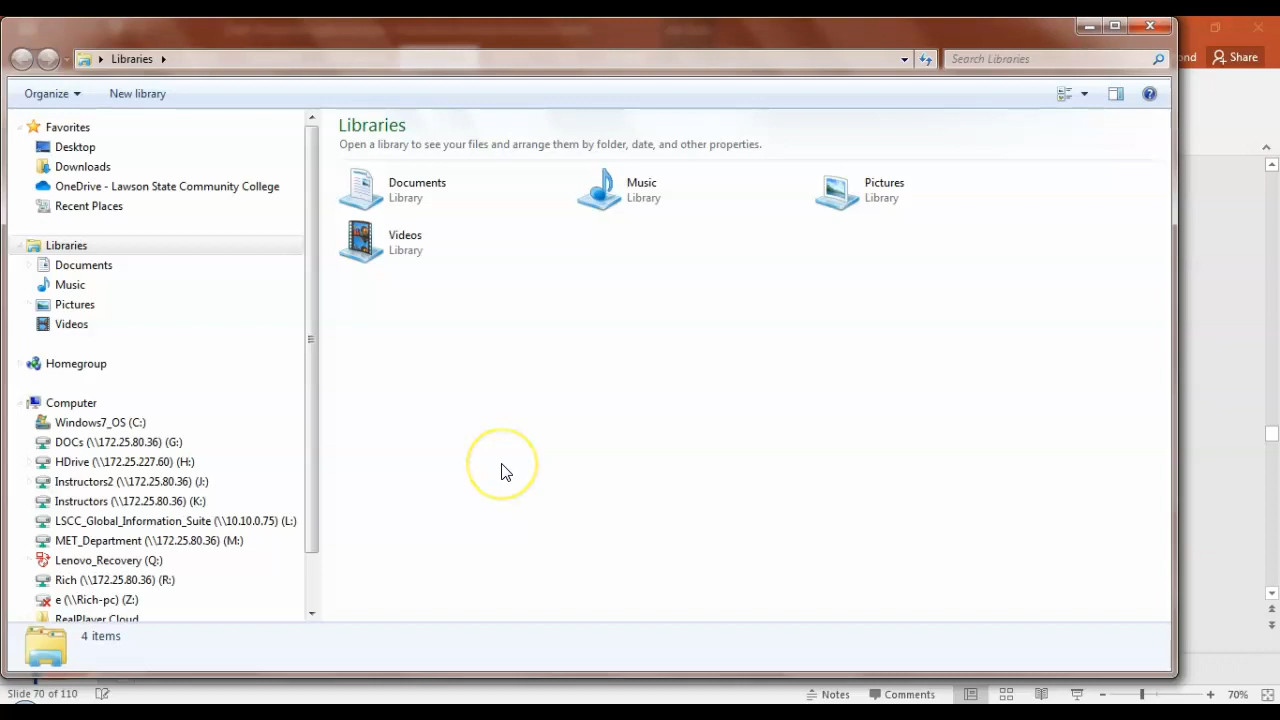 ond Share
Libraries
Search Libraries
Organize New library
Favorites
Desktop
Downloads
OneDrive - Lawson State Community College
Recent Places
Libraries
Documents
Music
Pictures
Videos
Homegroup
Computer
Windows7_OS (C:)
DOCs (\\172.25.80.36) (G:)
HDrive (\\172.25.227.60) (H:)
Instructors2 (\\172.25.80.36) (J:)
Instructors (\\172.25.80.36) (K:)
LSCC_Global_Information_Suite (\\10.10.0.75) (L:)
MET_Department (\\172.25.80.36) (M:)
Lenovo_Recovery (Q:)
Rich (\\172.25.80.36) (R:)
e (\\Rich-pc) (Z:)
RealPlayer Cloud
Libraries
Open a library to see your files and arrange them by folder, date, and other properties.
Documents
Library
Music
Library
Pictures
Library
Videos
Library
4 items
Slide 70 of 110
Notes Comments 70%